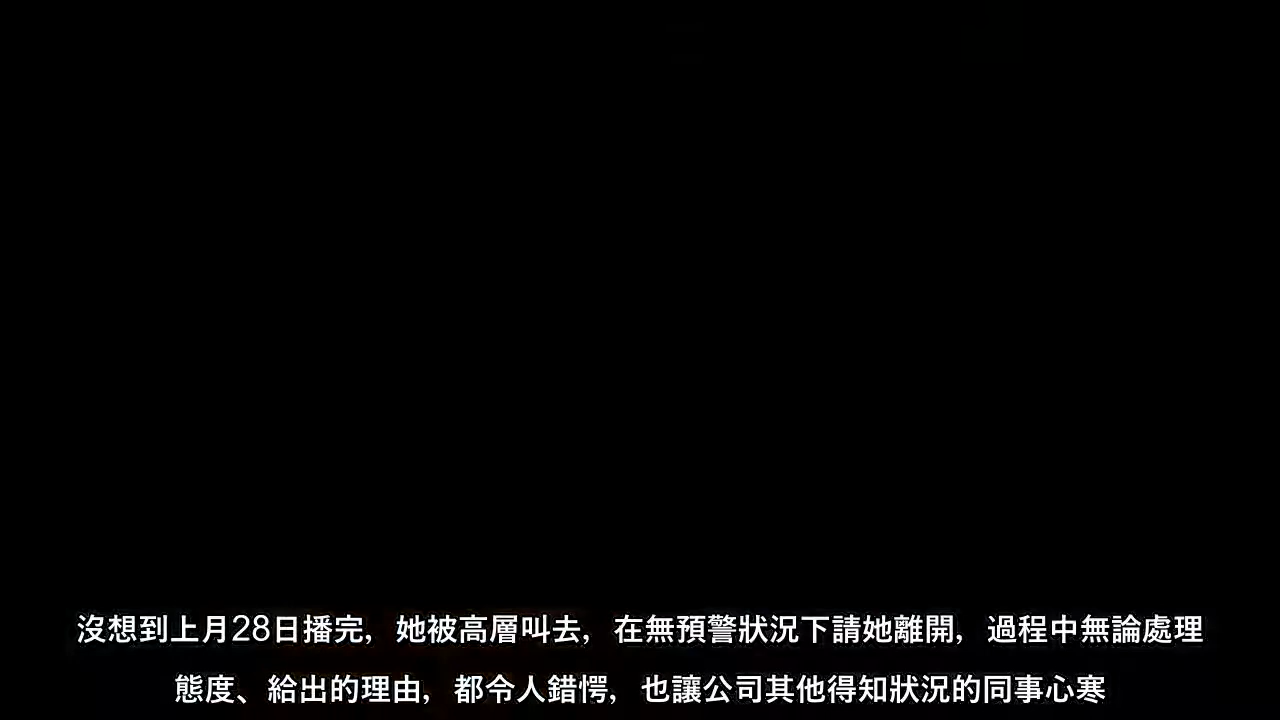 沒想到上月28日播完，她被高層叫去，在無預警狀況下請她離開，過程中無論處理
態度、給出的理由，都令人錯愕，也讓公司其他得知狀況的同事心寒